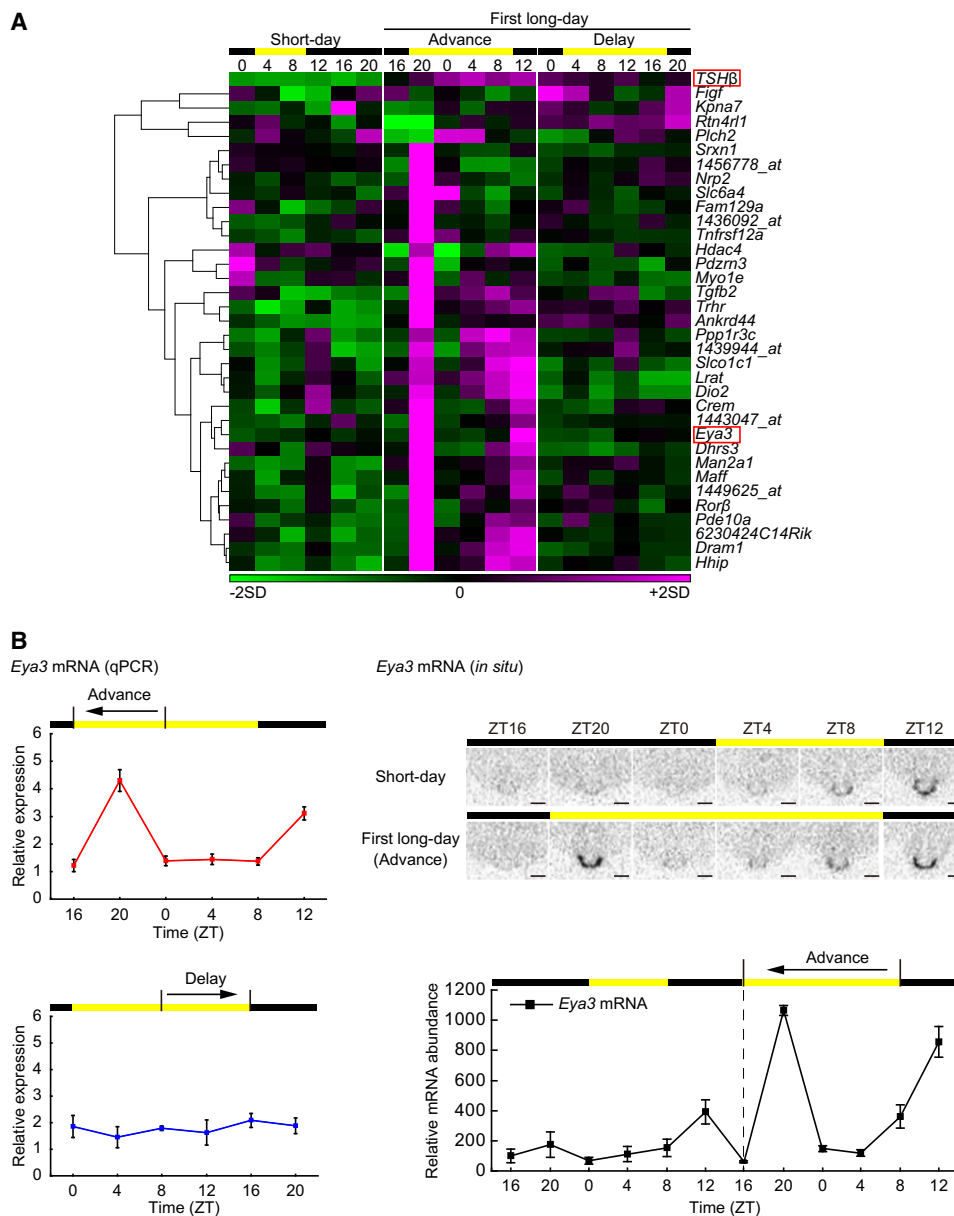 A
First long-day
Short-day
Advance
Delay
0 4 8 12 16 20
16 20 0 4 8 12
0 4 8 12 16 20
TSHβ
Figf
Kpna7
Rtn4rl1
Plch2
Srxn1
1456778_at
Nrp2
Slc6a4
Fam129a
1436092_at
Tnfrsf12a
Hdac4
Pdzrn3
Myo1e
Tgfb2
Trhr
Ankrd44
Ppp1r3c
1439944_at
Slco1c1
Lrat
Dio2
Crem
1443047_at
Eya3
Dhrs3
Man2a1
Maff
1449625_at
Rorβ
Pde10a
6230424C14Rik
Dram1
Hhip
-2SD 0 +2SD
B
Eya3 mRNA (qPCR)
Advance
6
5
4
3
2
1
0
Relative expression
16 20 0 4 8 12
Time (ZT)
Delay
6
5
4
3
2
1
0
Relative expression
0 4 8 12 16 20
Time (ZT)
Eya3 mRNA (in situ)
ZT16 ZT20 ZT0 ZT4 ZT8 ZT12
Short-day
First long-day
(Advance)
Advance
1200
1000
800
600
400
200
0
Relative mRNA abundance
Eya3 mRNA
16 20 0 4 8 12 16 20 0 4 8 12
Time (ZT)